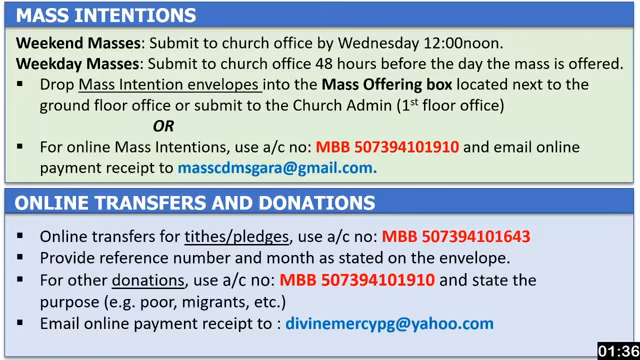 MASS INTENTIONS
Weekend Masses: Submit to church office by Wednesday 12:00noon.
Weekday Masses: Submit to church office 48 hours before the day the mass is offered.
▪ Drop Mass Intention envelopes into the Mass Offering box located next to the
ground floor office or submit to the Church Admin (1st floor office)
OR
▪ For online Mass Intentions, use a/c no: MBB 507394101910 and email online
payment receipt to masscdmsgara@gmail.com.
ONLINE TRANSFERS AND DONATIONS
▪ Online transfers for tithes/pledges, use a/c no: MBB 507394101643
▪ Provide reference number and month as stated on the envelope.
▪ For other donations, use a/c no: MBB 507394101910 and state the
purpose (e.g. poor, migrants, etc.)
▪ Email online payment receipt to : divinemercypg@yahoo.com
01:36